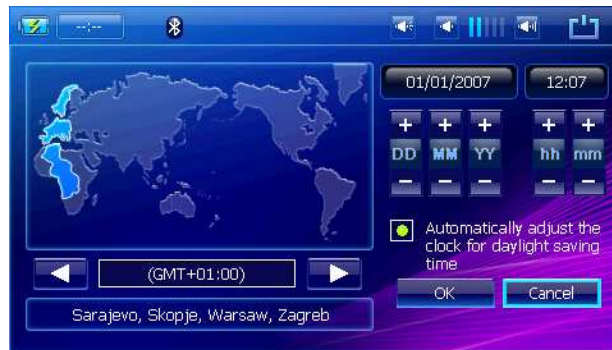 --:--
01/01/2007 12:07
+ + + + +
DD MM YY hh mm
− − − − −
Automatically adjust the
clock for daylight saving
time
(GMT+01:00)
OK Cancel
Sarajevo, Skopje, Warsaw, Zagreb